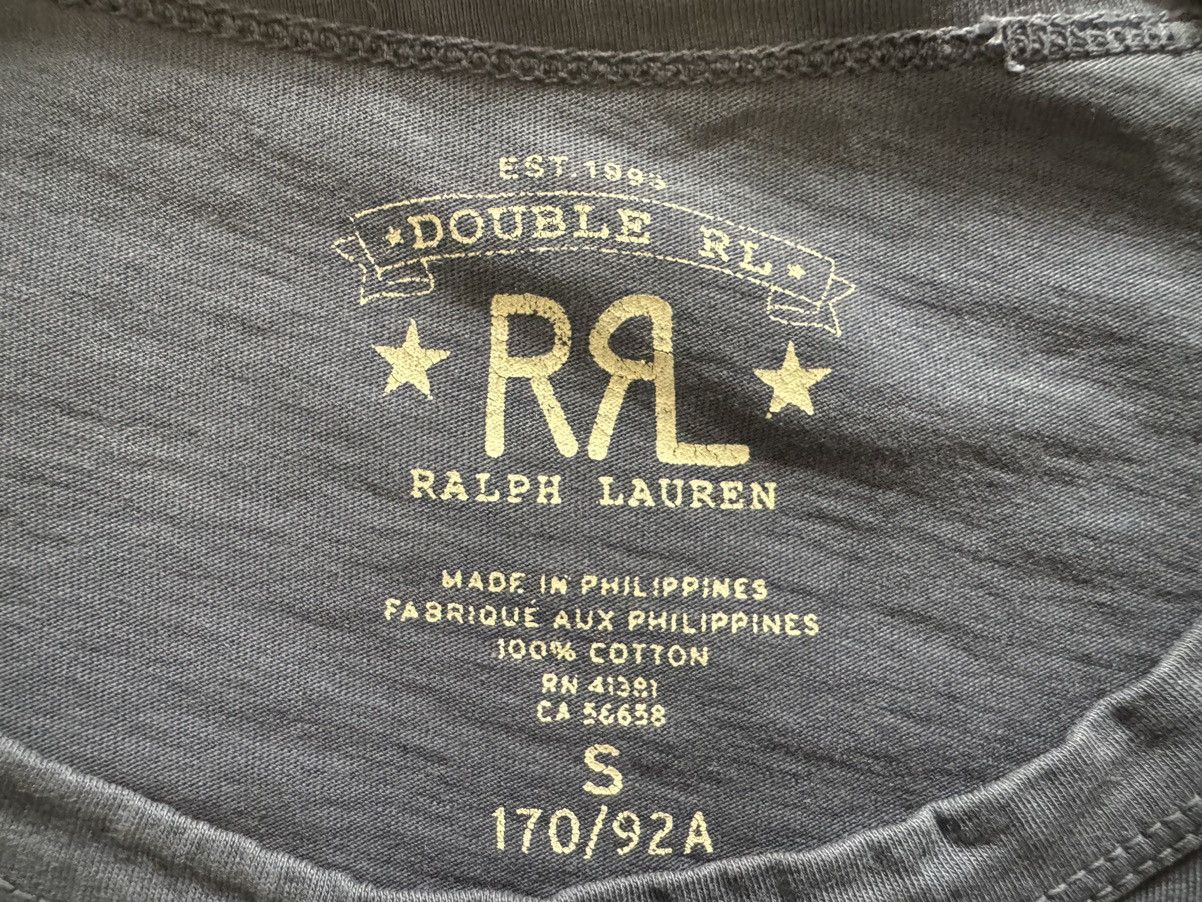 EST.1993
DOUBLE RL
RRL
RALPH LAUREN
MADE IN PHILIPPINES
FABRIQUÉ AUX PHILIPPINES
100% COTTON
RN 41381
CA 56658
S
170/92A